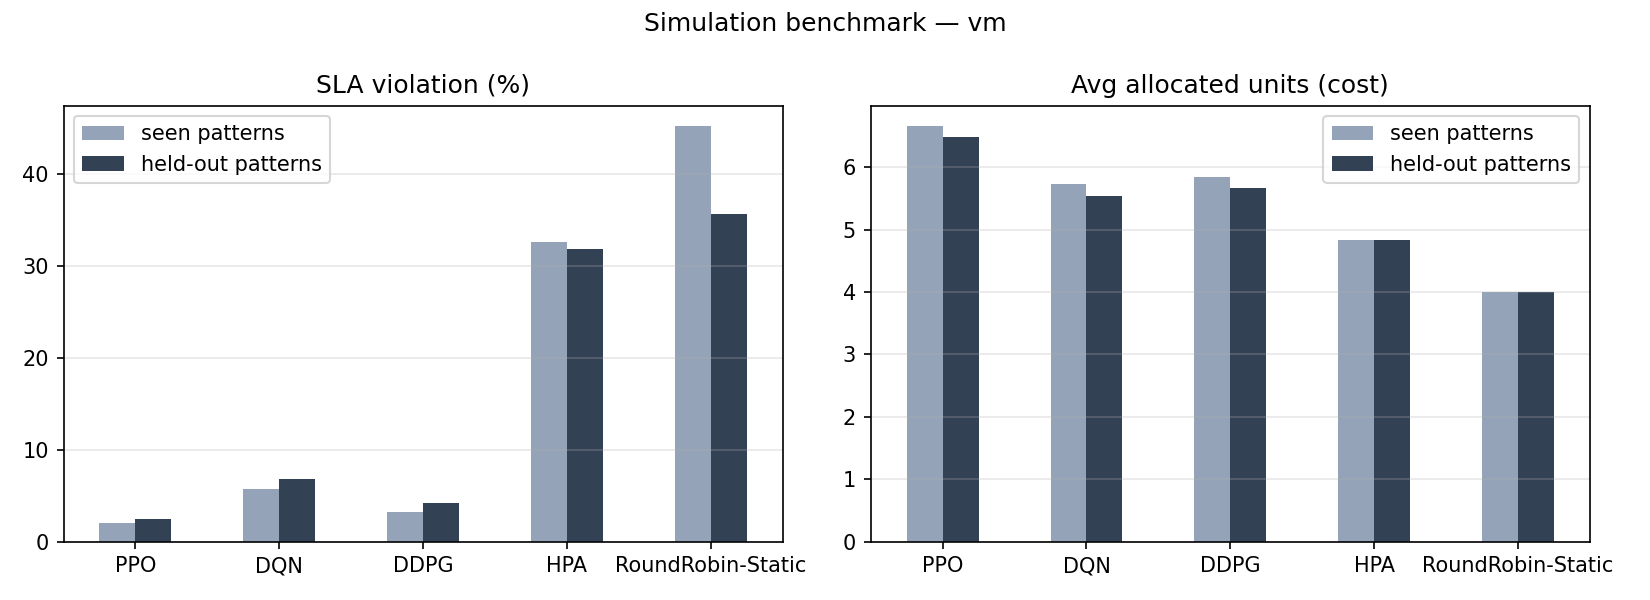 Simulation benchmark — vm
SLA violation (%)
seen patterns
held-out patterns
40
30
20
10
0
PPO DQN DDPG HPA RoundRobin-Static
Avg allocated units (cost)
seen patterns
held-out patterns
6
5
4
3
2
1
0
PPO DQN DDPG HPA RoundRobin-Static